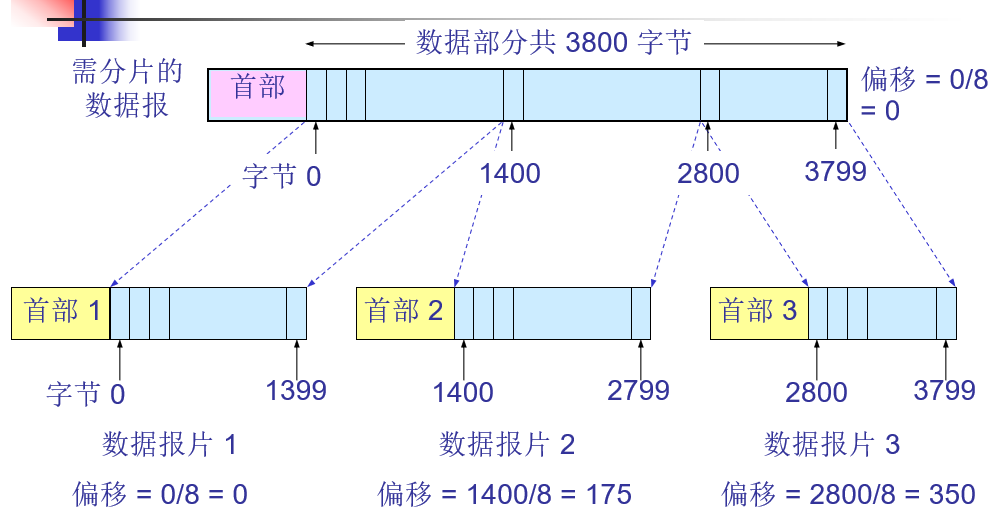 数据部分共 3800 字节
需分片的
数据报
首部
偏移 = 0/8
= 0
字节 0
1400
2800
3799
首部 1
首部 2
首部 3
字节 0
1399
1400
2799
2800
3799
数据报片 1
数据报片 2
数据报片 3
偏移 = 0/8 = 0
偏移 = 1400/8 = 175
偏移 = 2800/8 = 350